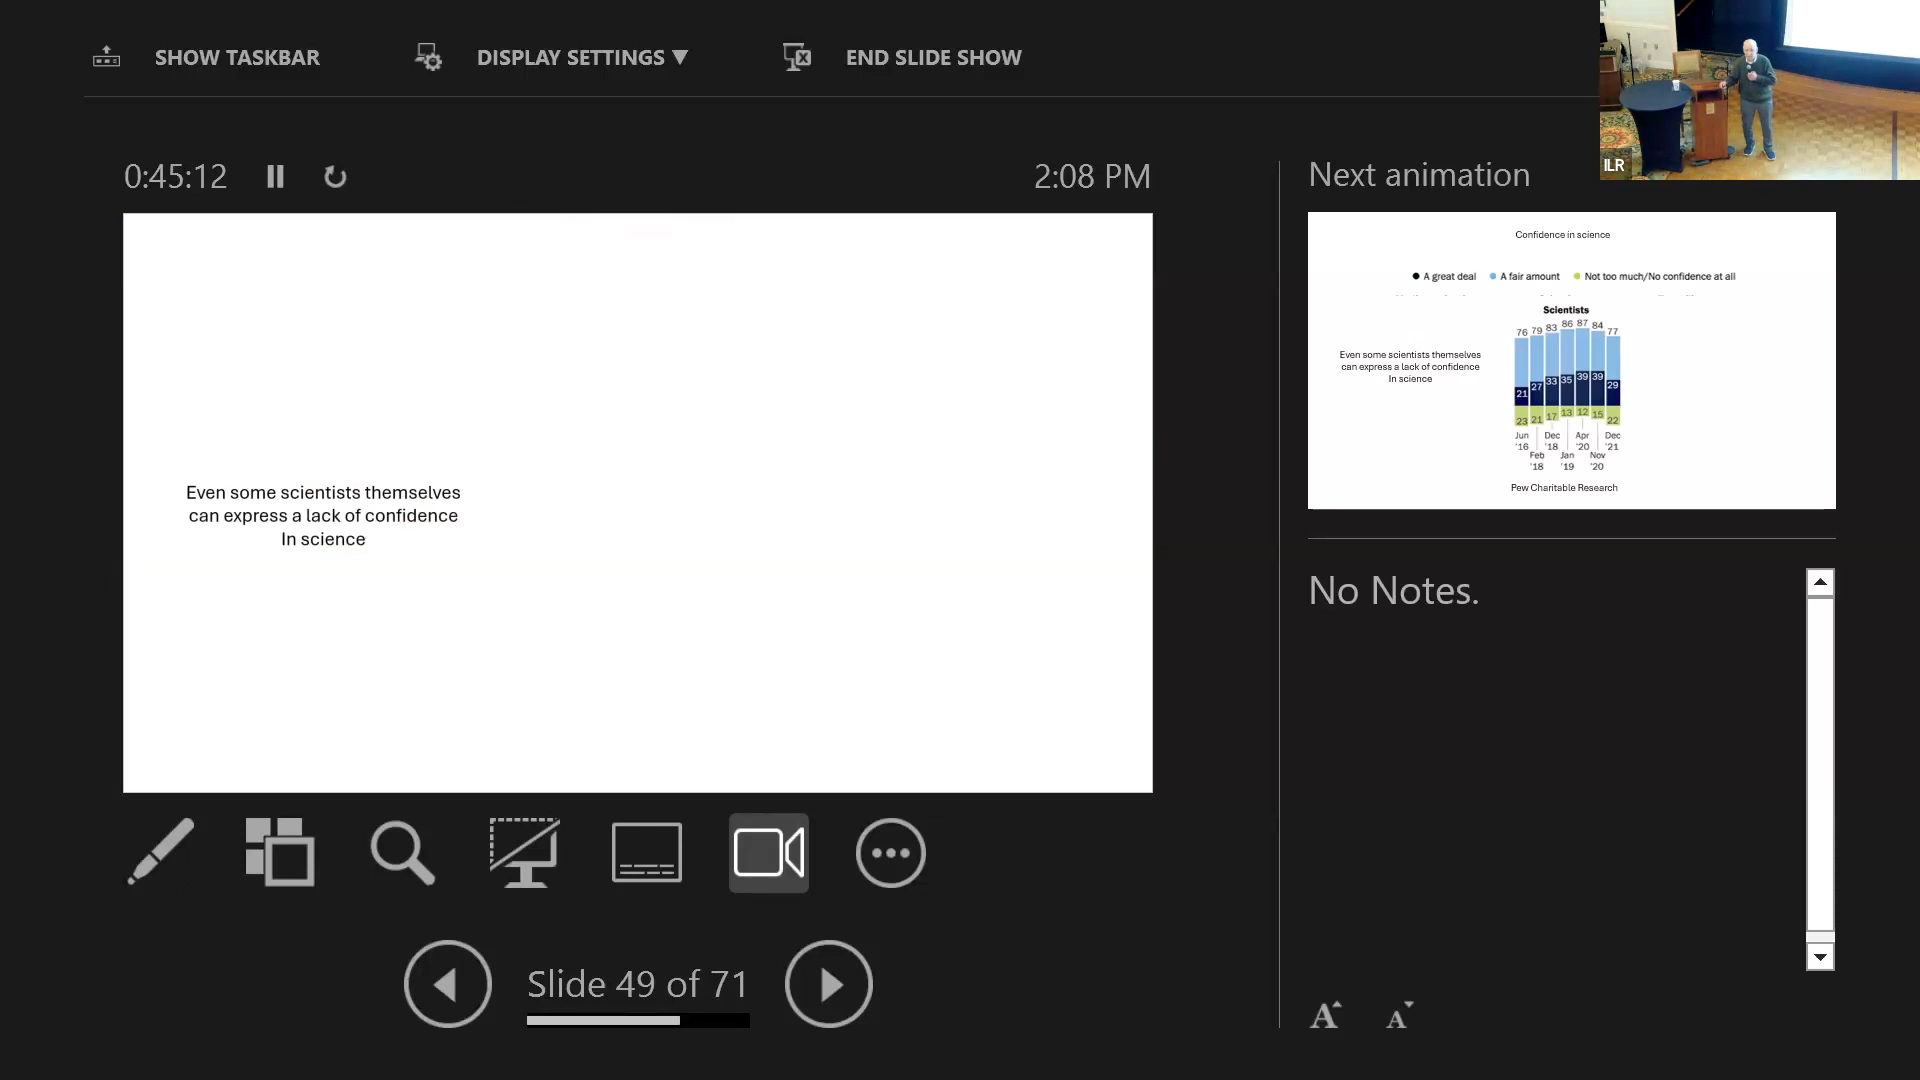 SHOW TASKBAR
DISPLAY SETTINGS ▼
END SLIDE SHOW
ILR
0:45:12
2:08 PM
Next animation
Even some scientists themselves
can express a lack of confidence
In science
Confidence in science
A great deal
A fair amount
Not too much/No confidence at all
Scientists
76 79 83 86 87 84 77
21 27 33 35 39 39 29
23 21 17 13 12 15 22
Jun '16
Feb '18
Dec '18
Jan '19
Apr '20
Nov '20
Dec '21
Even some scientists themselves
can express a lack of confidence
In science
Pew Charitable Research
No Notes.
Slide 49 of 71
A A